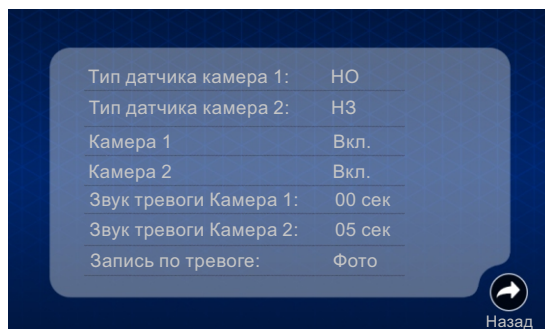 Тип датчика камера 1: НО
Тип датчика камера 2: НЗ
Камера 1 Вкл.
Камера 2 Вкл.
Звук тревоги Камера 1: 00 сек
Звук тревоги Камера 2: 05 сек
Запись по тревоге: Фото
Назад